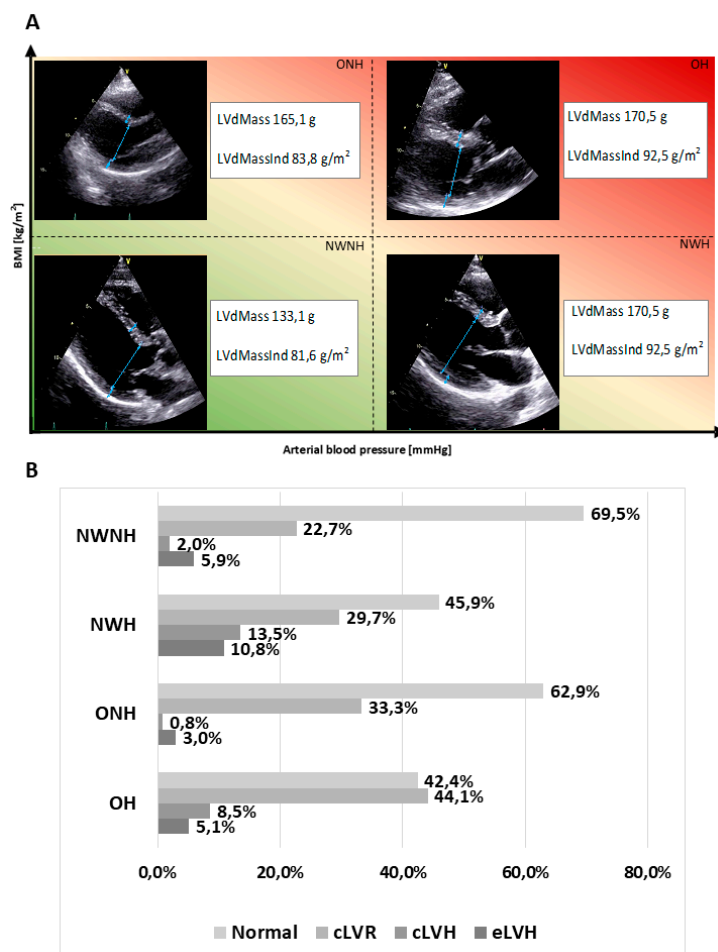 A
ONH
LVdMass 165,1 g
LVdMassInd 83,8 g/m²
OH
LVdMass 170,5 g
LVdMassInd 92,5 g/m²
NWNH
LVdMass 133,1 g
LVdMassInd 81,6 g/m²
NWH
LVdMass 170,5 g
LVdMassInd 92,5 g/m²
BMI [kg/m²]
Arterial blood pressure [mmHg]
B
NWNH
69,5%
22,7%
2,0%
5,9%
NWH
45,9%
29,7%
13,5%
10,8%
ONH
62,9%
33,3%
0,8%
3,0%
OH
42,4%
44,1%
8,5%
5,1%
0,0% 20,0% 40,0% 60,0% 80,0%
Normal cLVR cLVH eLVH